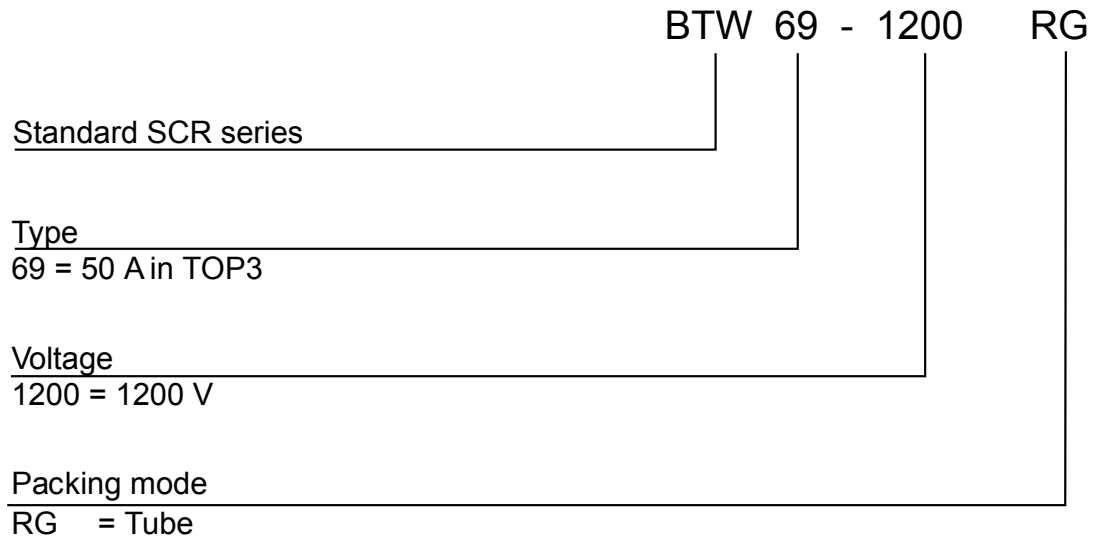 BTW 69 - 1200 RG
Standard SCR series
Type
69 = 50 A in TOP3
Voltage
1200 = 1200 V
Packing mode
RG = Tube